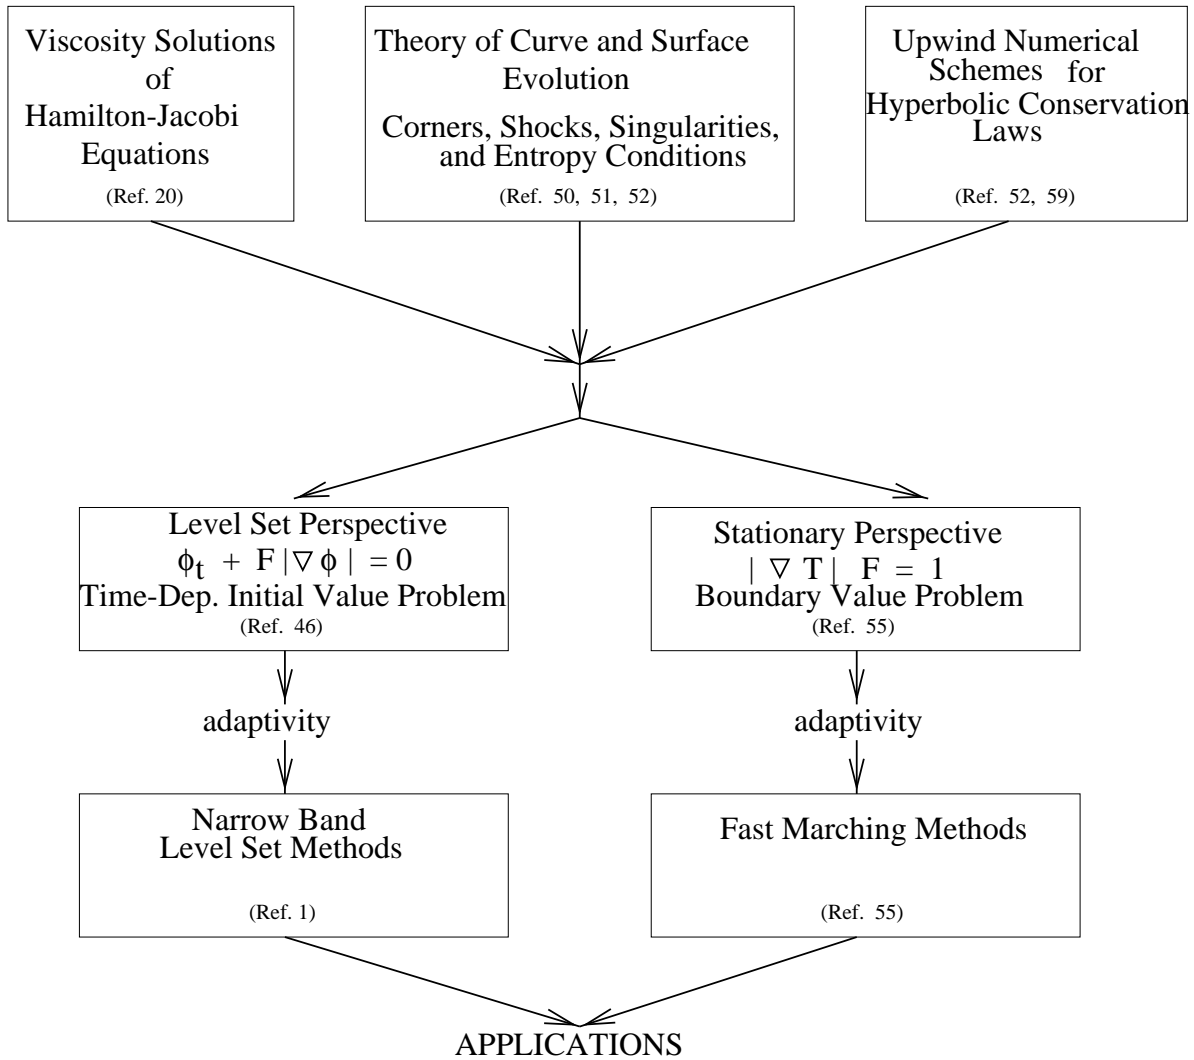 Viscosity Solutions
of
Hamilton-Jacobi
Equations
(Ref. 20)
Theory of Curve and Surface
Evolution
Corners, Shocks, Singularities,
and Entropy Conditions
(Ref. 50, 51, 52)
Upwind Numerical
Schemes for
Hyperbolic Conservation
Laws
(Ref. 52, 59)
Level Set Perspective
ϕt + F |∇ ϕ | = 0
Time-Dep. Initial Value Problem
(Ref. 46)
Stationary Perspective
| ∇ T | F = 1
Boundary Value Problem
(Ref. 55)
adaptivity
adaptivity
Narrow Band
Level Set Methods
(Ref. 1)
Fast Marching Methods
(Ref. 55)
APPLICATIONS